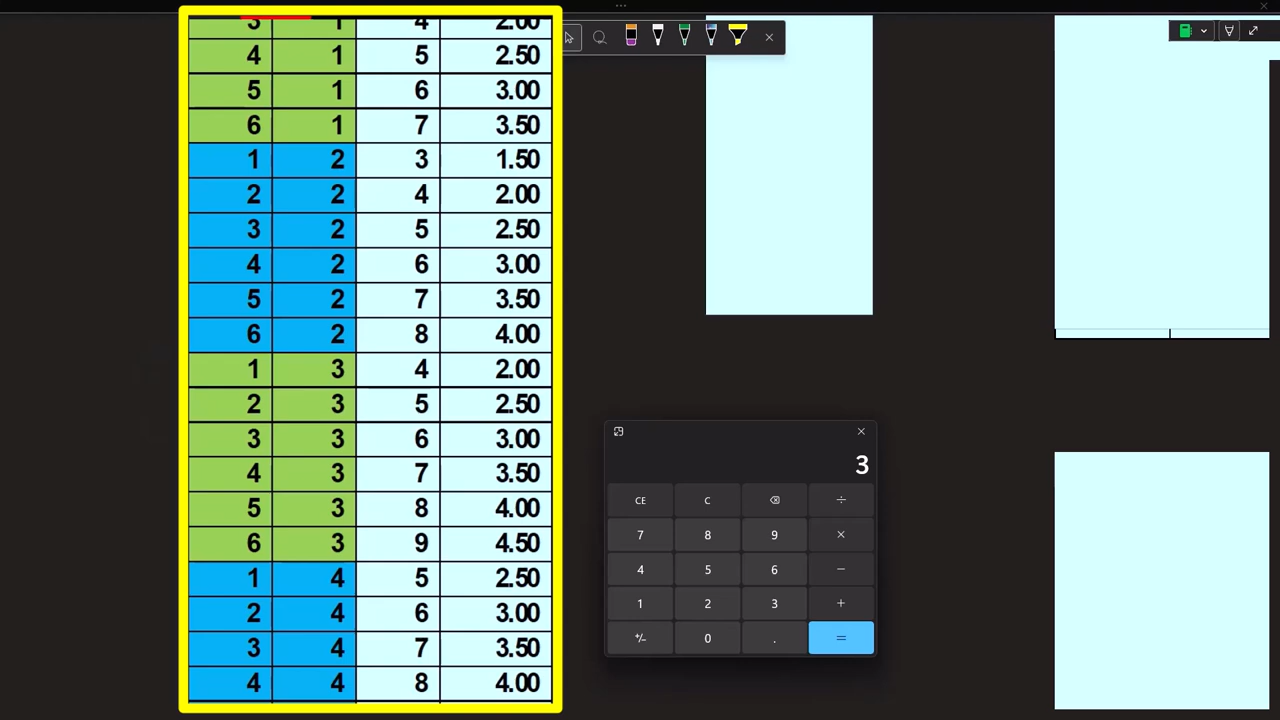 3 1 4 2.00
4 1 5 2.50
5 1 6 3.00
6 1 7 3.50
1 2 3 1.50
2 2 4 2.00
3 2 5 2.50
4 2 6 3.00
5 2 7 3.50
6 2 8 4.00
1 3 4 2.00
2 3 5 2.50
3 3 6 3.00
4 3 7 3.50
5 3 8 4.00
6 3 9 4.50
1 4 5 2.50
2 4 6 3.00
3 4 7 3.50
4 4 8 4.00
3
CE C ÷
7 8 9 ×
4 5 6 −
1 2 3 +
+/− 0 . =